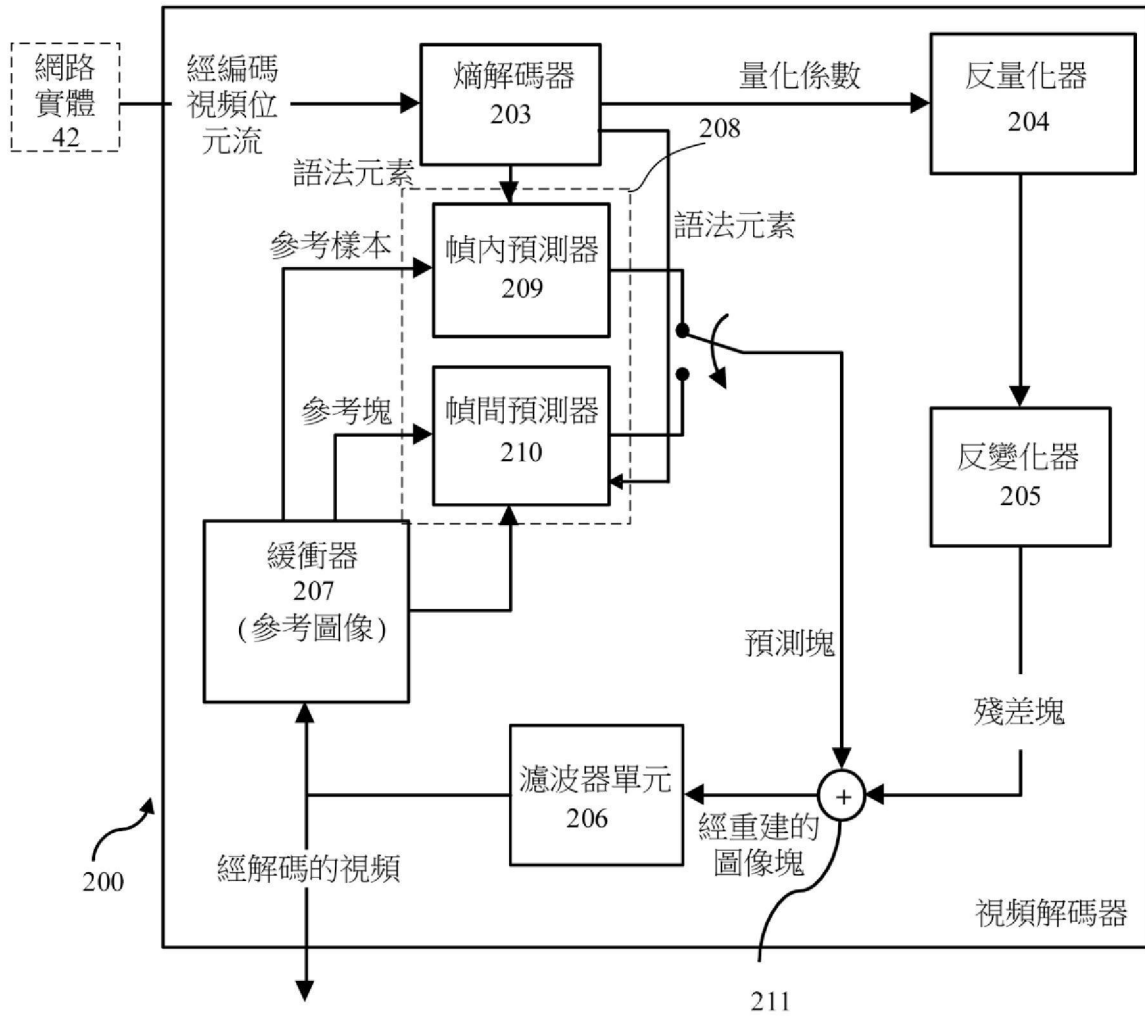 網路
實體
42
經編碼
視頻位
元流
熵解碼器
203
量化係數
反量化器
204
208
語法元素
語法元素
參考樣本
幀內預測器
209
參考塊
幀間預測器
210
反變化器
205
緩衝器
207
(參考圖像)
預測塊
殘差塊
濾波器單元
206
+
經重建的
圖像塊
200
經解碼的視頻
視頻解碼器
211